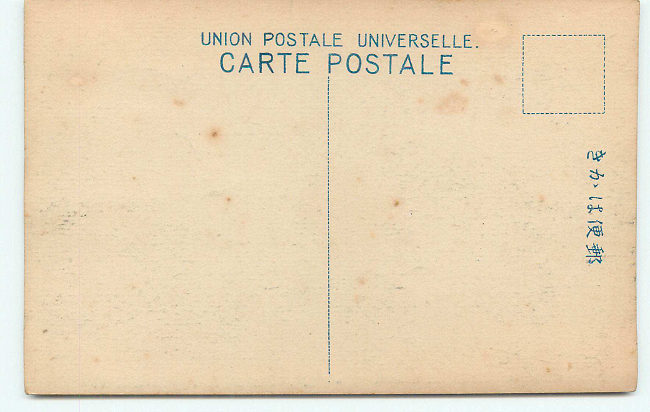 UNION POSTALE UNIVERSELLE.
CARTE POSTALE
郵便はかき